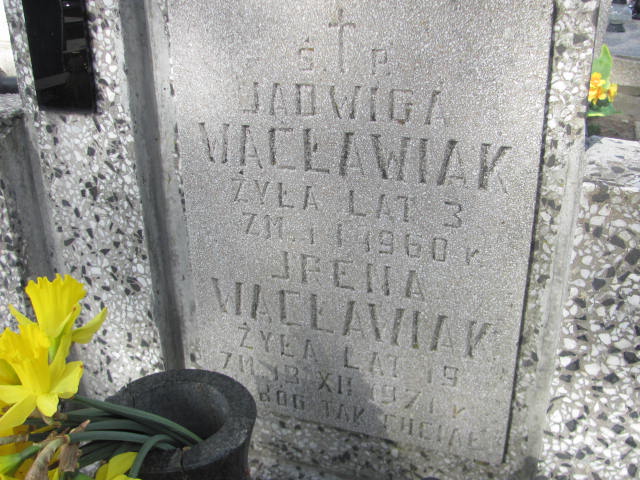 Ś. P.
JADWIGA
WACŁAWIAK
ŻYŁA LAT 3
ZM. 1 I 1960 r
IRENA
WACŁAWIAK
ŻYŁA LAT 19
ZM. 13 XII 1971 r
BÓG TAK CHCIAŁ